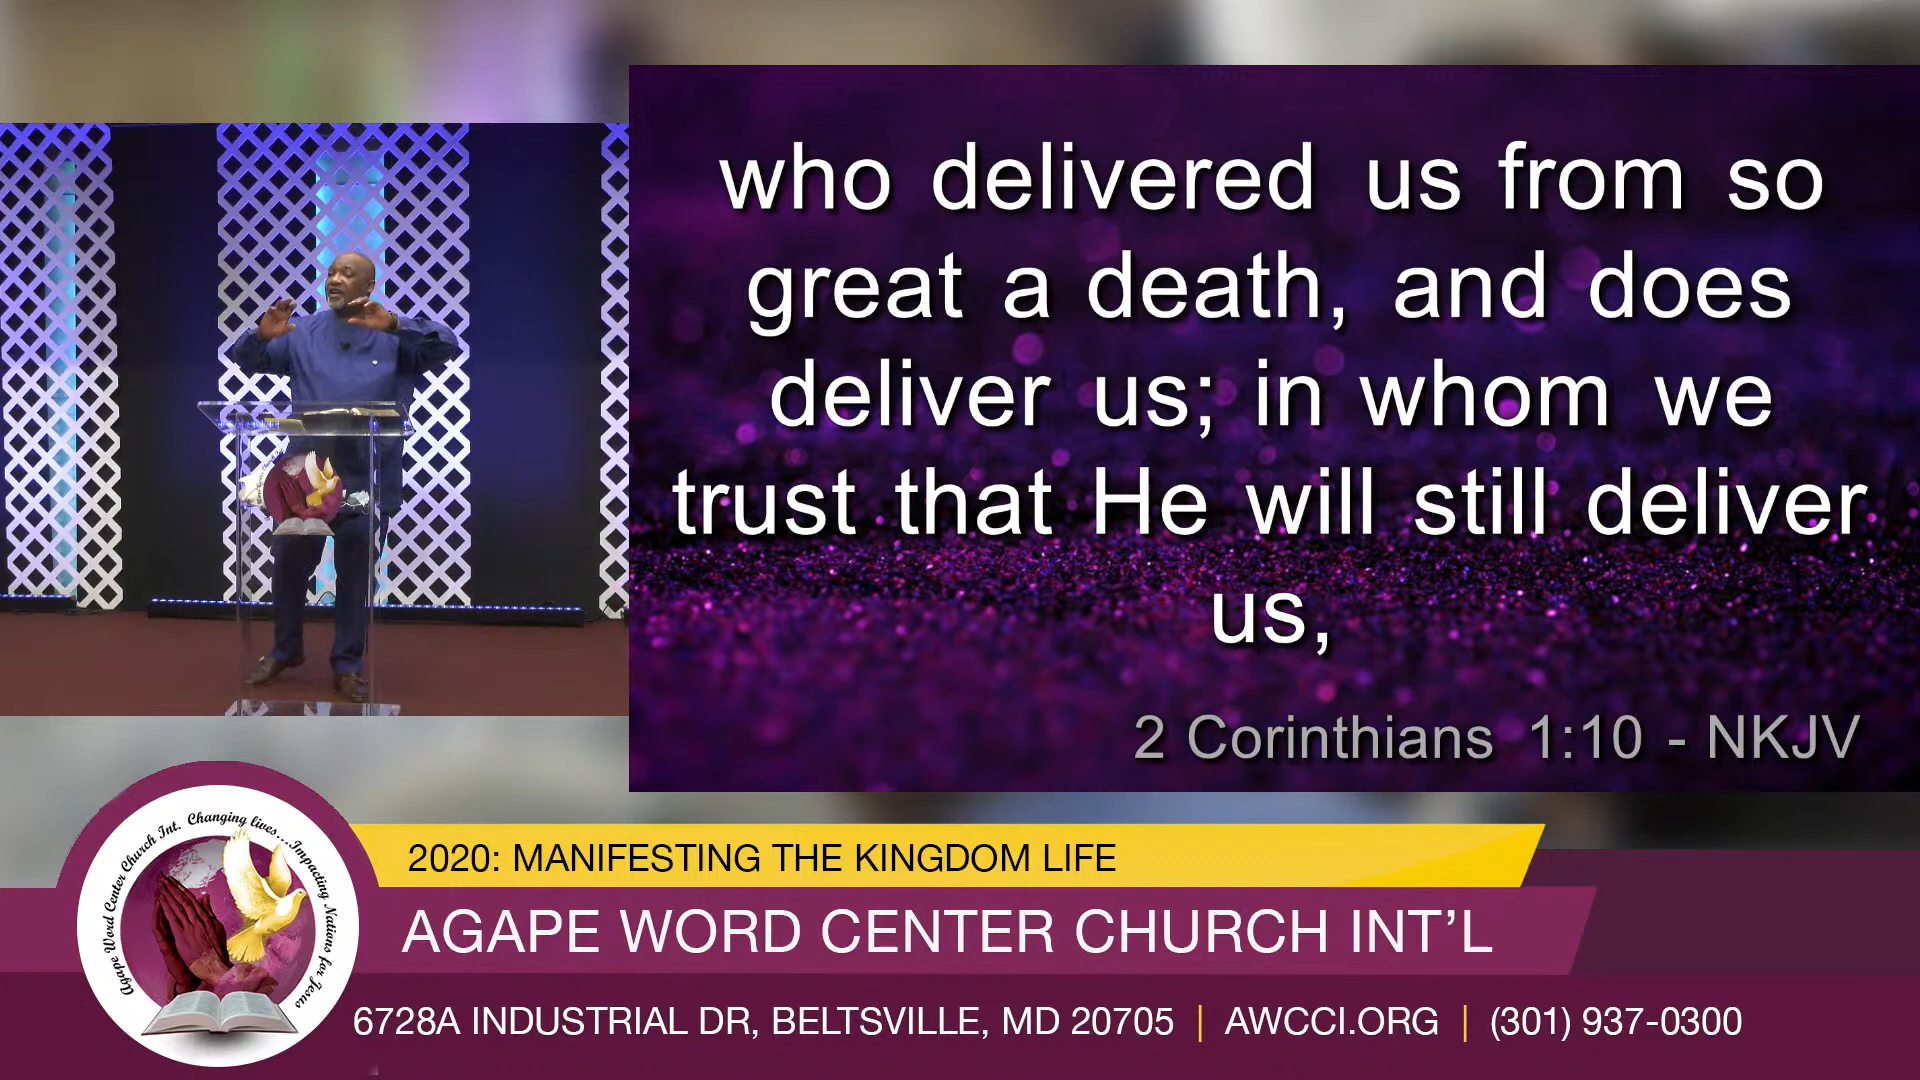 who delivered us from so
great a death, and does
deliver us; in whom we
trust that He will still deliver
us,
2 Corinthians 1:10 - NKJV
2020: MANIFESTING THE KINGDOM LIFE
AGAPE WORD CENTER CHURCH INT'L
6728A INDUSTRIAL DR, BELTSVILLE, MD 20705 | AWCCI.ORG | (301) 937-0300
Agape Word Center Church Int. Changing lives...Impacting Nations for Jesus